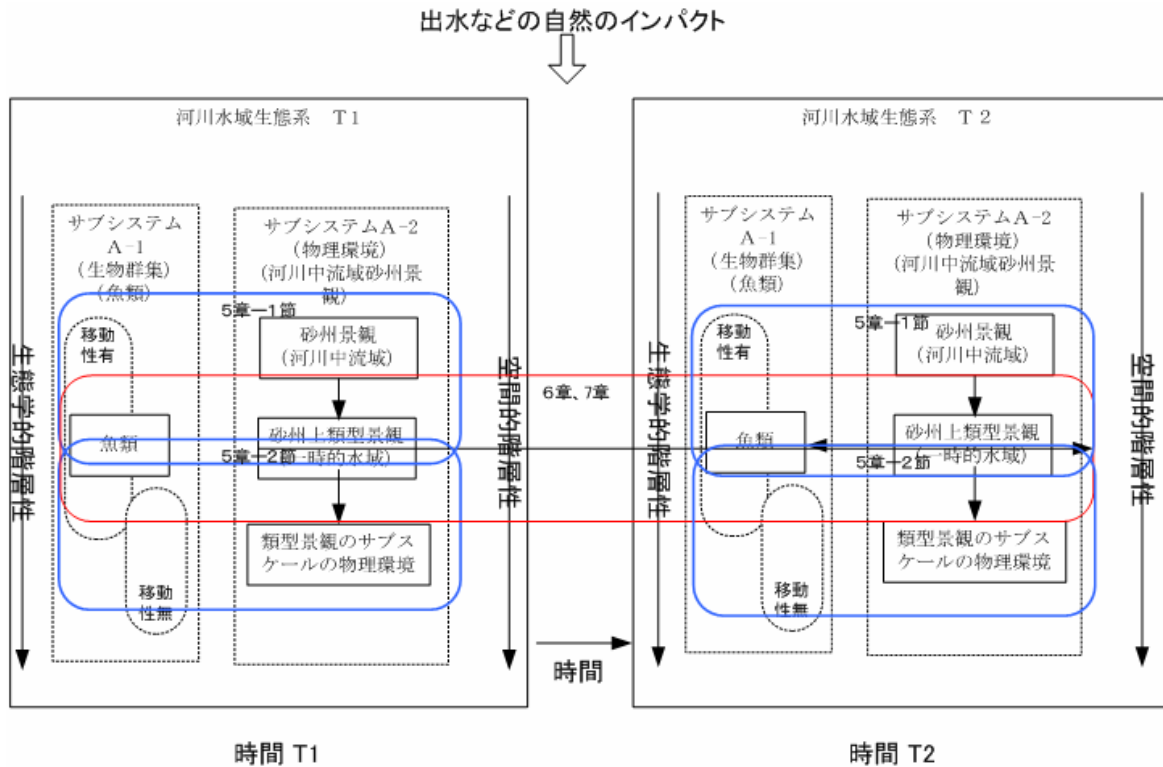 出水などの自然のインパクト
河川水域生態系 T1
サブシステム
A-1
(生物群集)
(魚類)
サブシステムA-2
(物理環境)
(河川中流域砂州景
観)
5章ー1節
移動
性有
砂州景観
(河川中流域)
魚類
砂州上類型景観
(一時的水域)
5章ー2節
類型景観のサブス
ケールの物理環境
移動
性無
生態学的階層性
空間的階層性
6章、7章
時間
河川水域生態系 T2
サブシステム
A-1
(生物群集)
(魚類)
サブシステムA-2
(物理環境)
(河川中流域砂州景
観)
5章ー1節
移動
性有
砂州景観
(河川中流域)
魚類
砂州上類型景観
(一時的水域)
5章ー2節
類型景観のサブス
ケールの物理環境
移動
性無
生態学的階層性
空間的階層性
時間 T1
時間 T2